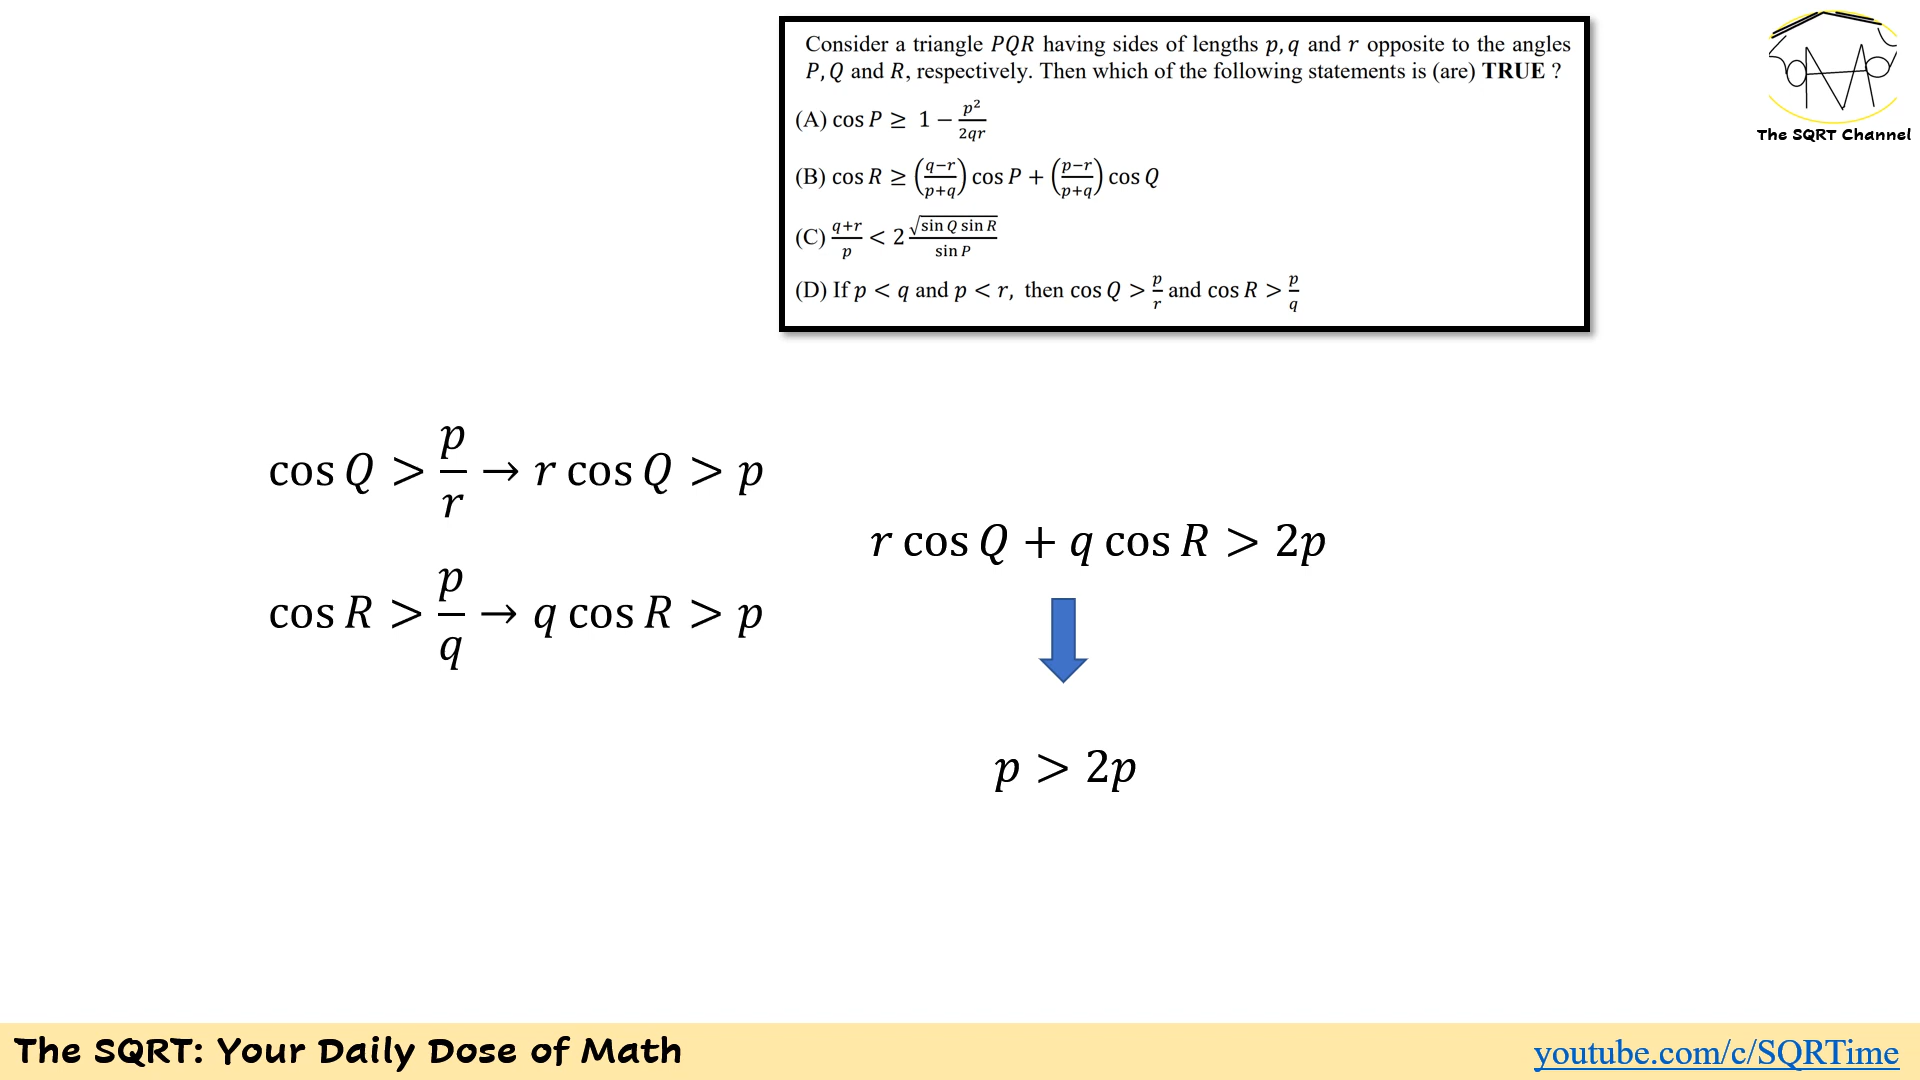 Consider a triangle PQR having sides of lengths p, q and r opposite to the angles
P, Q and R, respectively. Then which of the following statements is (are) TRUE ?
(A) cos P ≥ 1 − p²/2qr
(B) cos R ≥ ((q−r)/(p+q)) cos P + ((p−r)/(p+q)) cos Q
(C) (q+r)/p < 2 √(sin Q sin R)/sin P
(D) If p < q and p < r, then cos Q > p/r and cos R > p/q
The SQRT Channel
cos Q > p/r → r cos Q > p
r cos Q + q cos R > 2p
cos R > p/q → q cos R > p
p > 2p
The SQRT: Your Daily Dose of Math
youtube.com/c/SQRTime